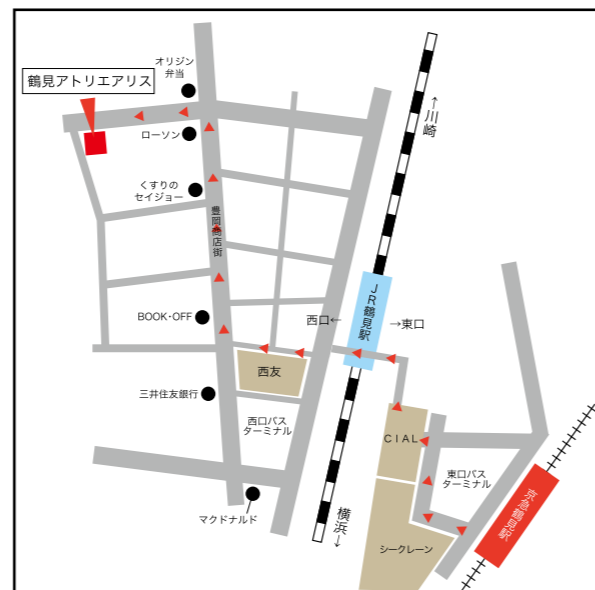 オリジン
弁当
鶴見アトリエアリス
ローソン
←川崎
くすりの
セイジョー
豊岡商店街
JR鶴見駅
BOOK・OFF
西口←
→東口
西友
三井住友銀行
西口バス
ターミナル
CIAL
東口バス
ターミナル
マクドナルド
横浜→
シークレーン
京急鶴見駅